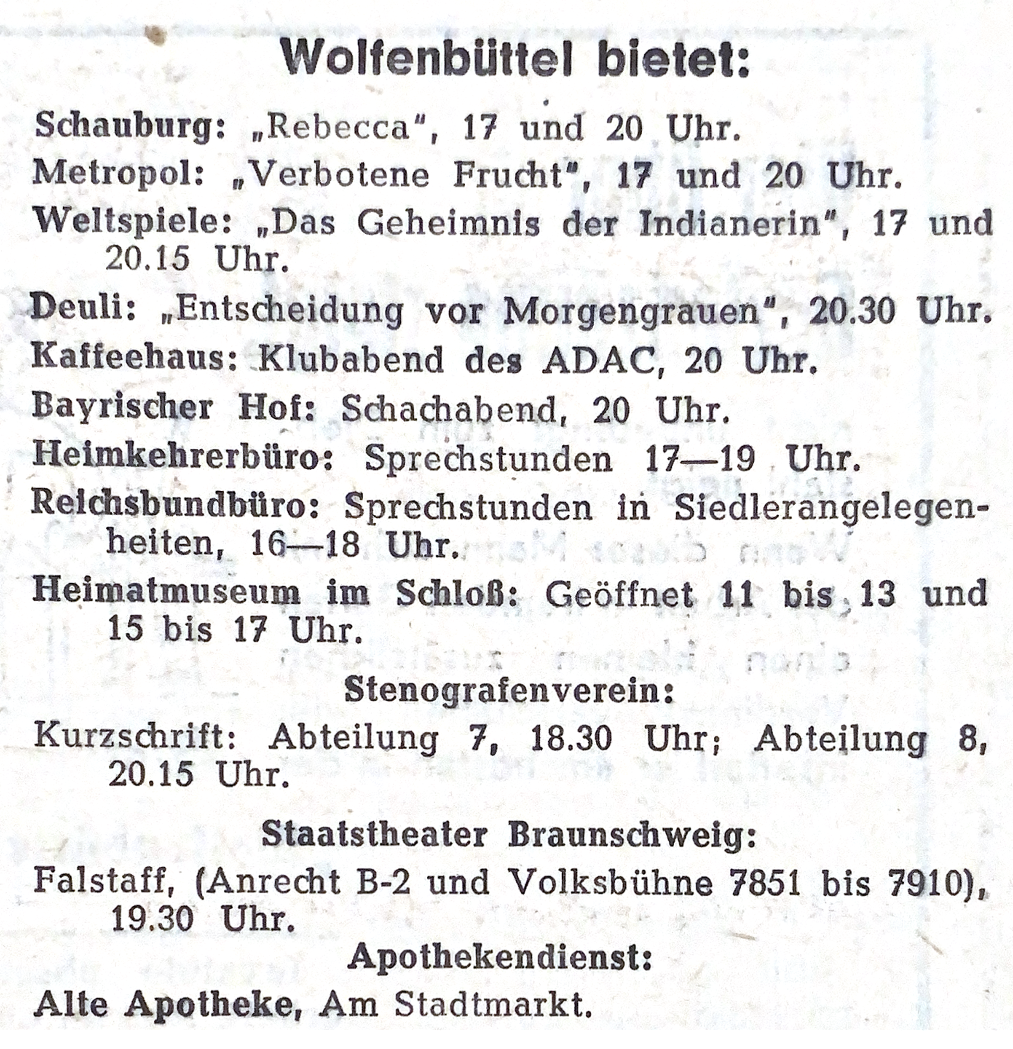 Wolfenbüttel bietet:
Schauburg: „Rebecca", 17 und 20 Uhr.
Metropol: „Verbotene Frucht", 17 und 20 Uhr.
Weltspiele: „Das Geheimnis der Indianerin", 17 und
20.15 Uhr.
Deuli: „Entscheidung vor Morgengrauen", 20.30 Uhr.
Kaffeehaus: Klubabend des ADAC, 20 Uhr.
Bayrischer Hof: Schachabend, 20 Uhr.
Heimkehrerbüro: Sprechstunden 17—19 Uhr.
Reichsbundbüro: Sprechstunden in Siedlerangelegen-
heiten, 16—18 Uhr.
Heimatmuseum im Schloß: Geöffnet 11 bis 13 und
15 bis 17 Uhr.
Stenografenverein:
Kurzschrift: Abteilung 7, 18.30 Uhr; Abteilung 8,
20.15 Uhr.
Staatstheater Braunschweig:
Falstaff, (Anrecht B-2 und Volksbühne 7851 bis 7910),
19.30 Uhr.
Apothekendienst:
Alte Apotheke, Am Stadtmarkt.